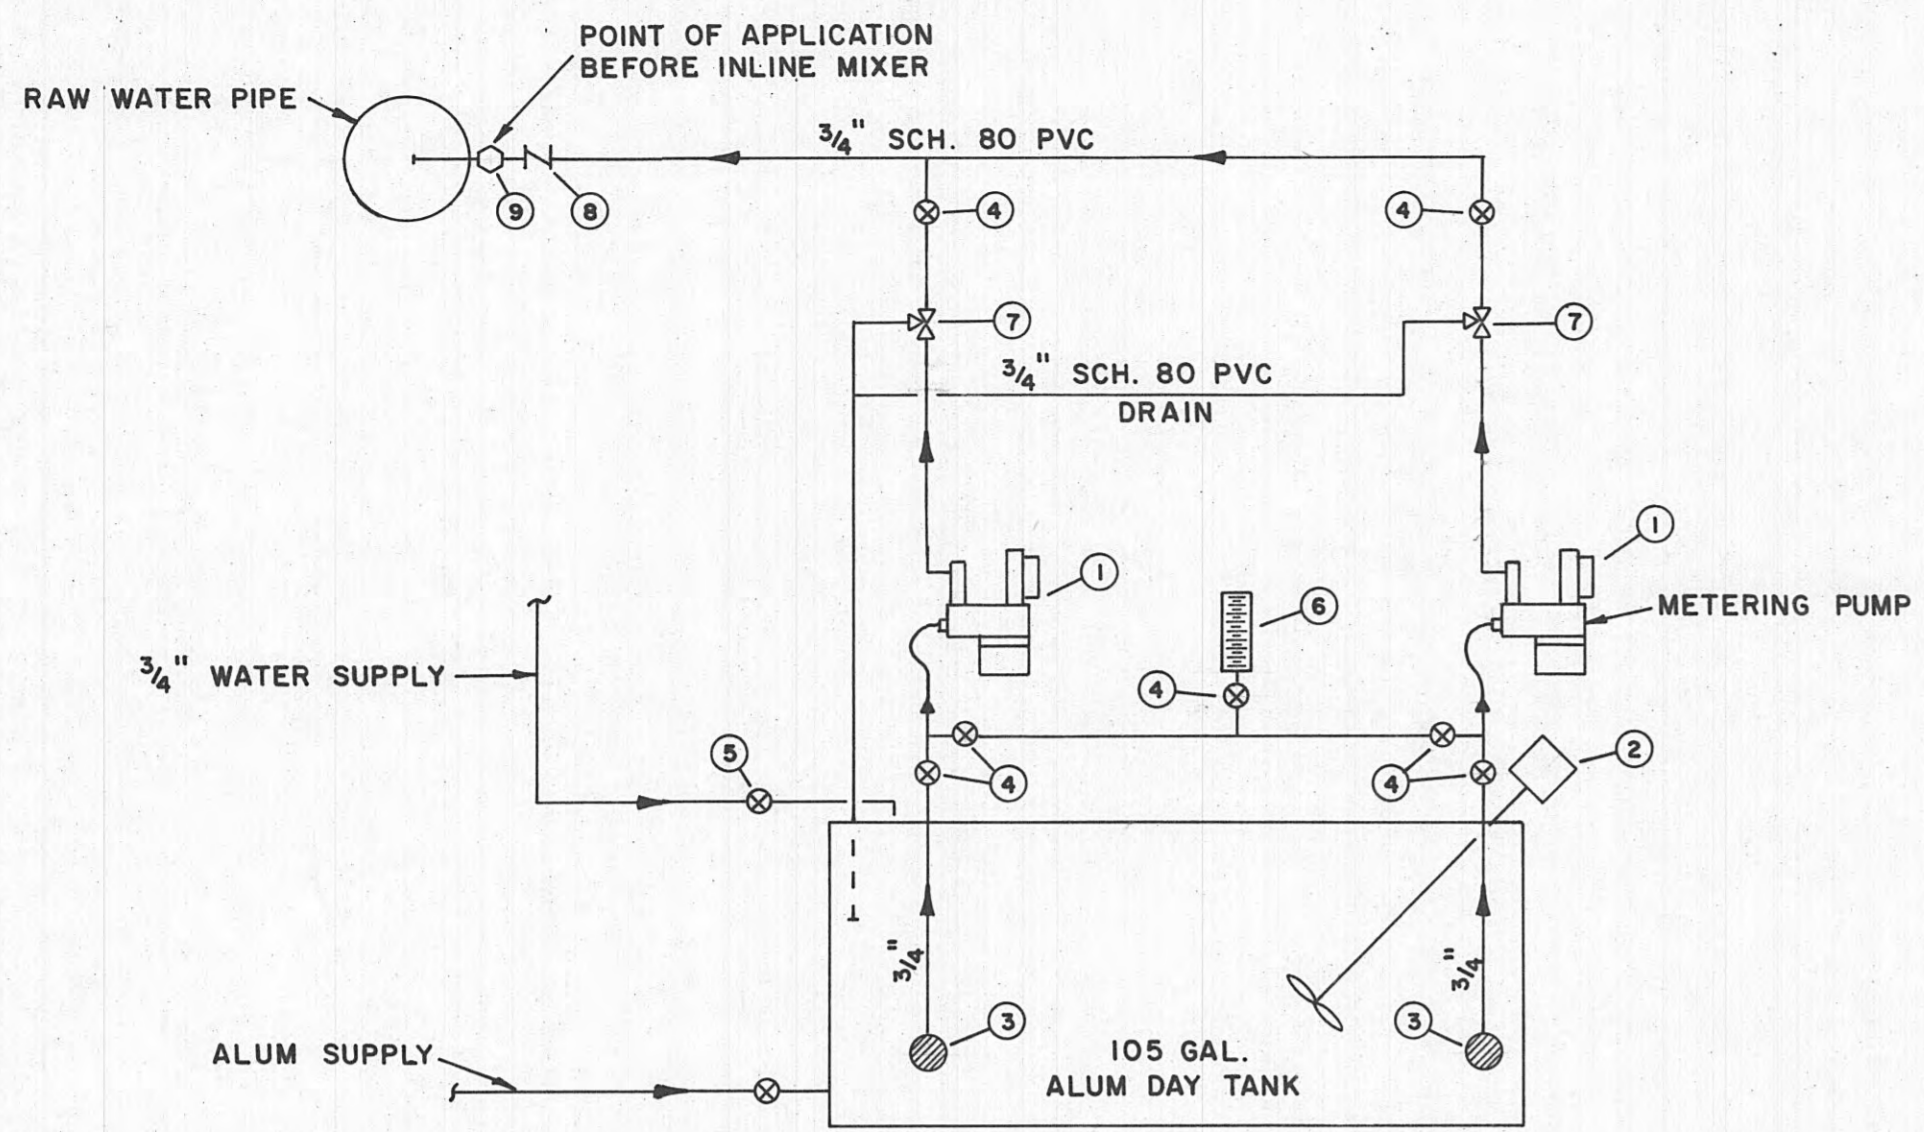 POINT OF APPLICATION
BEFORE INLINE MIXER
RAW WATER PIPE
3/4" SCH. 80 PVC
9
8
4
4
7
7
3/4" SCH. 80 PVC
DRAIN
1
1
6
METERING PUMP
3/4" WATER SUPPLY
4
5
2
4
4
3/4"
3/4"
3
3
105 GAL.
ALUM DAY TANK
ALUM SUPPLY